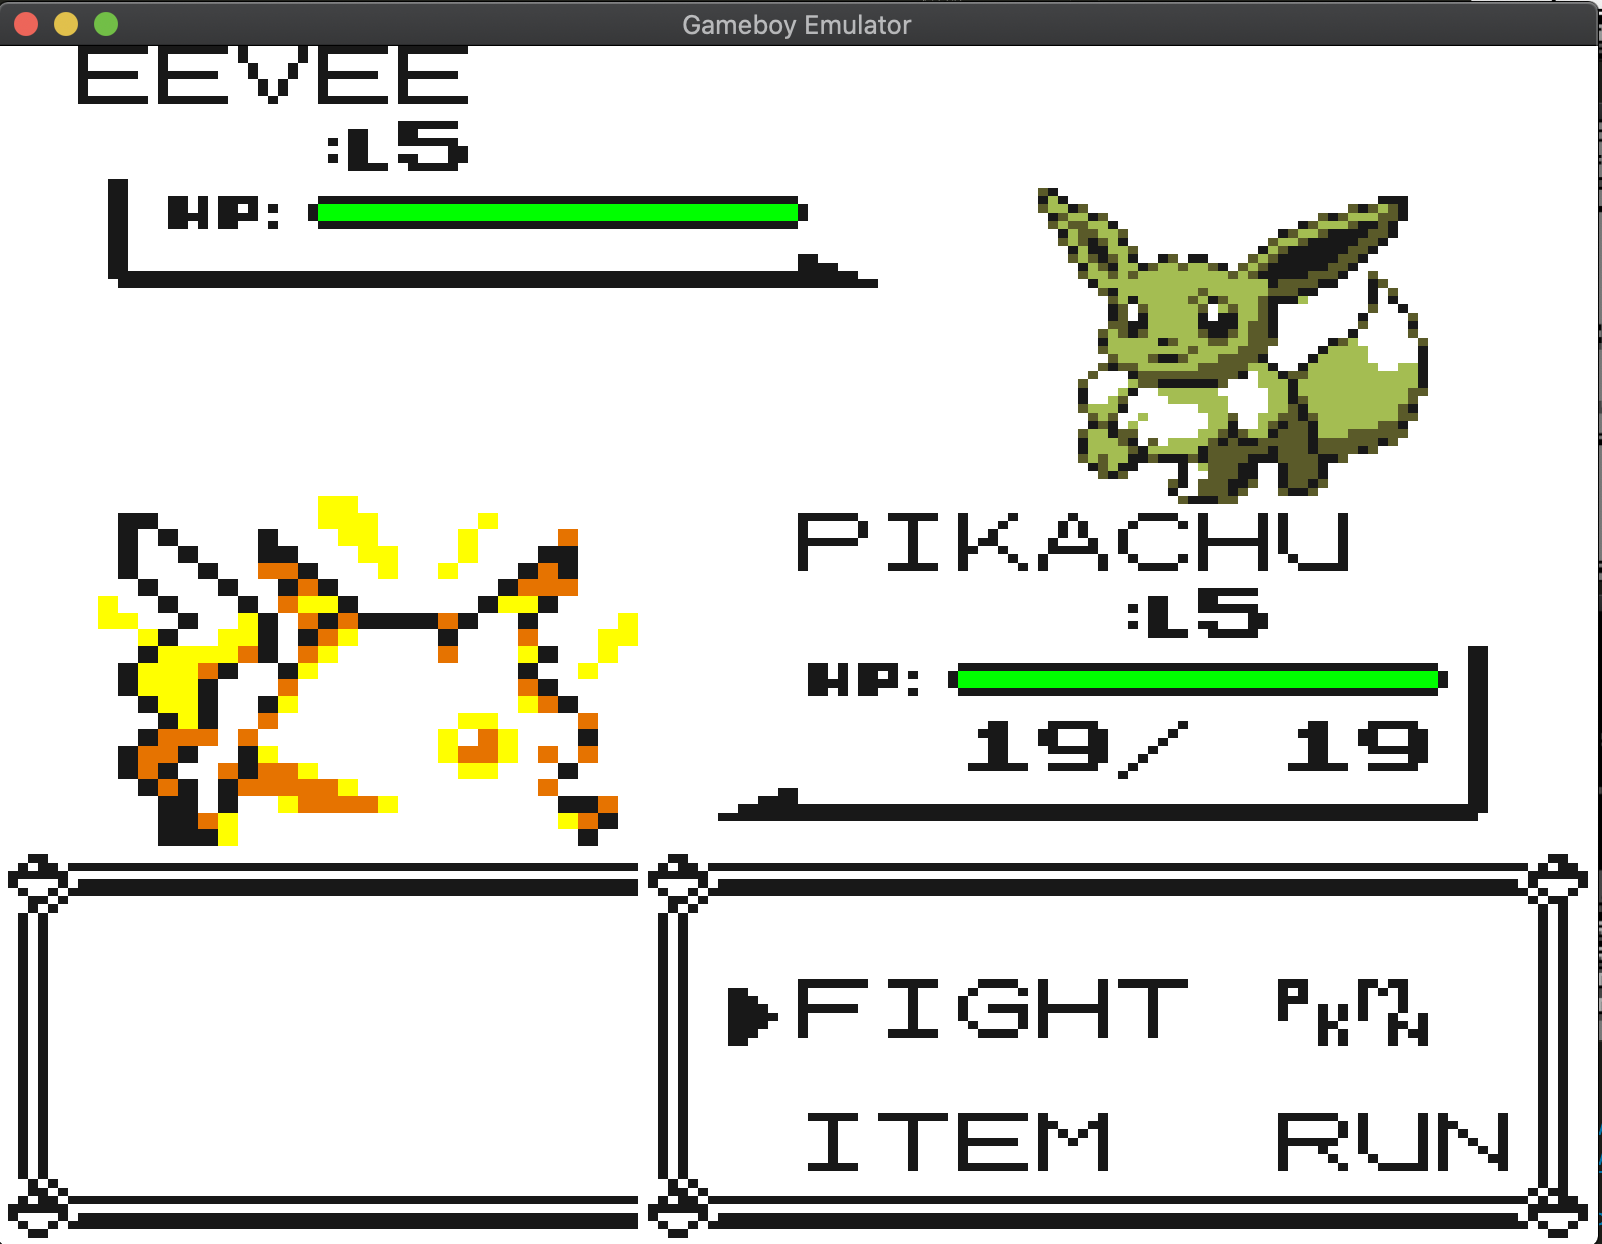 Gameboy Emulator
EEVEE
:L5
HP:
PIKACHU
:L5
HP:
19/ 19
FIGHT PKMN
ITEM RUN